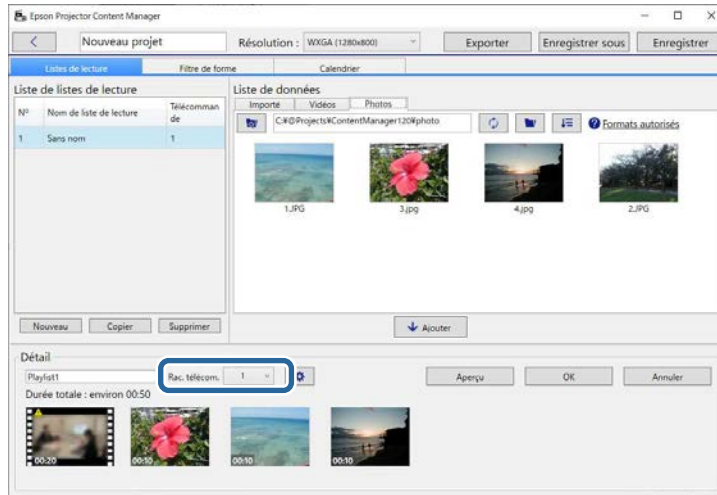 Epson Projector Content Manager
Nouveau projet Résolution : WXGA (1280x800) Exporter Enregistrer sous Enregistrer
Listes de lecture Filtre de forme Calendrier
Liste de listes de lecture Liste de données
Nº Nom de liste de lecture Télécomman
de
Importé Vidéos Photos
C:¥@Projects¥ContentManager120¥photo Formats autorisés
1 Sans nom 1
1.JPG 3.jpg 4.jpg 2.JPG
Nouveau Copier Supprimer Ajouter
Détail
Playlist1 Rac. télécom. 1 Aperçu OK Annuler
Durée totale : environ 00:50
00:20 00:10 00:10 00:10